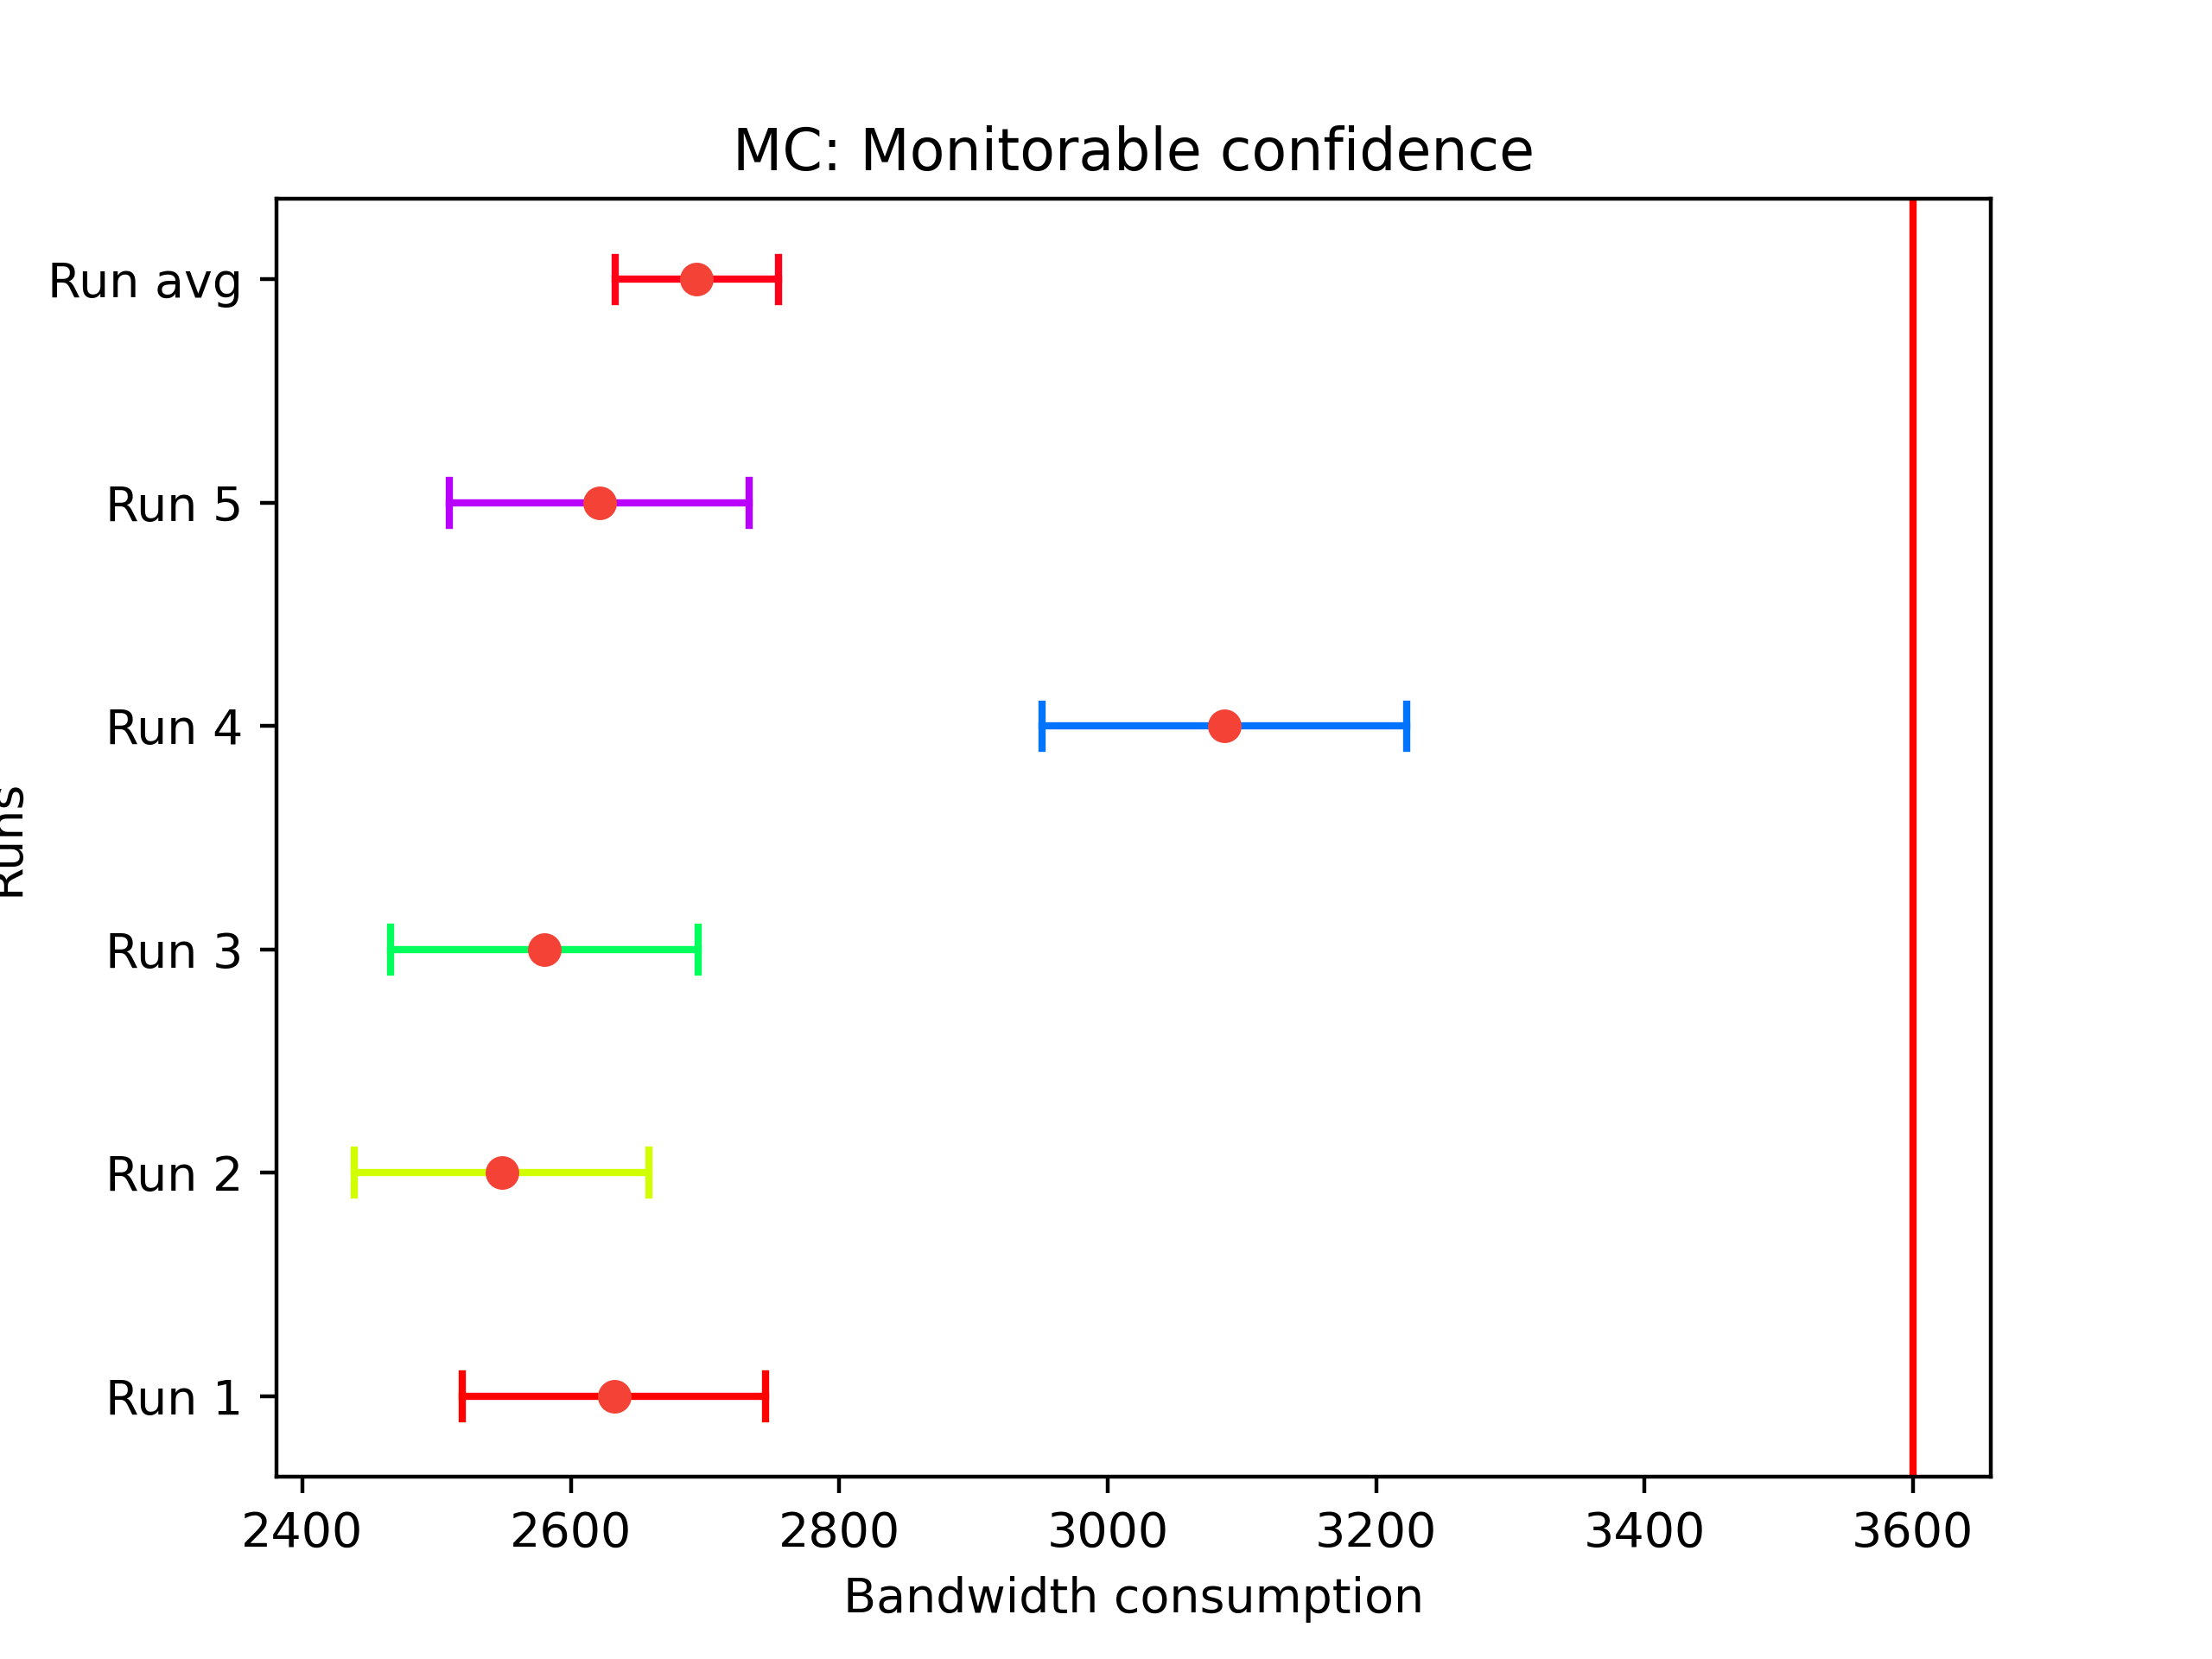 MC: Monitorable confidence
Run avg
Run 5
Run 4
Runs
Run 3
Run 2
Run 1
2400 2600 2800 3000 3200 3400 3600
Bandwidth consumption